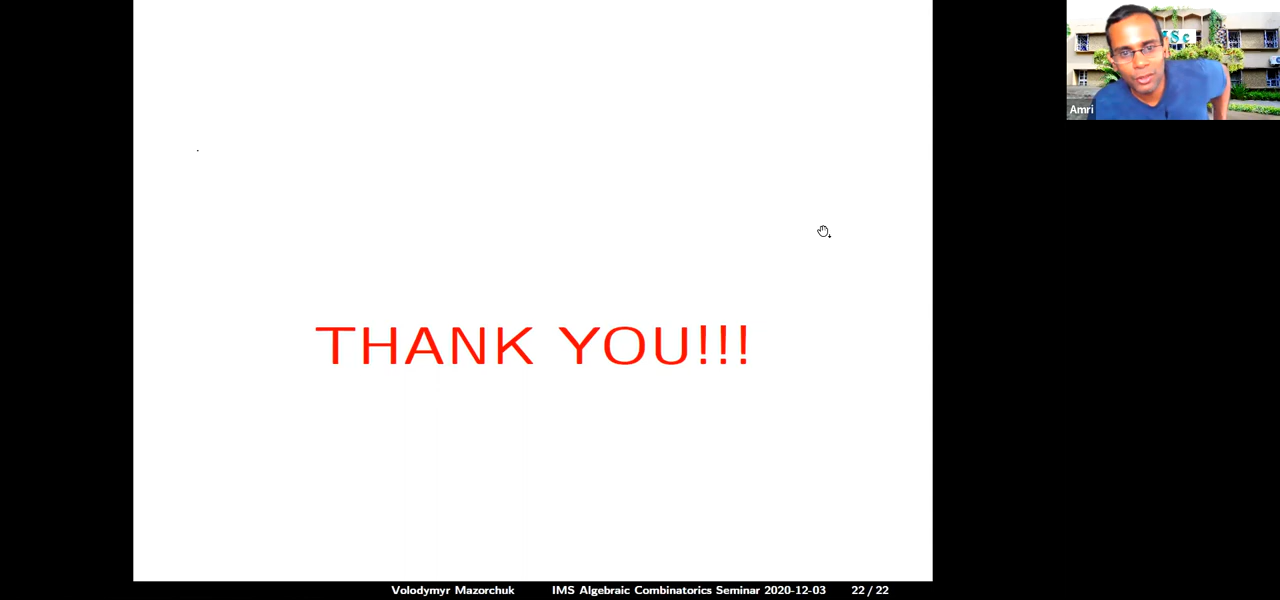 Amri
THANK YOU!!!
Volodymyr Mazorchuk IMS Algebraic Combinatorics Seminar 2020-12-03 22 / 22